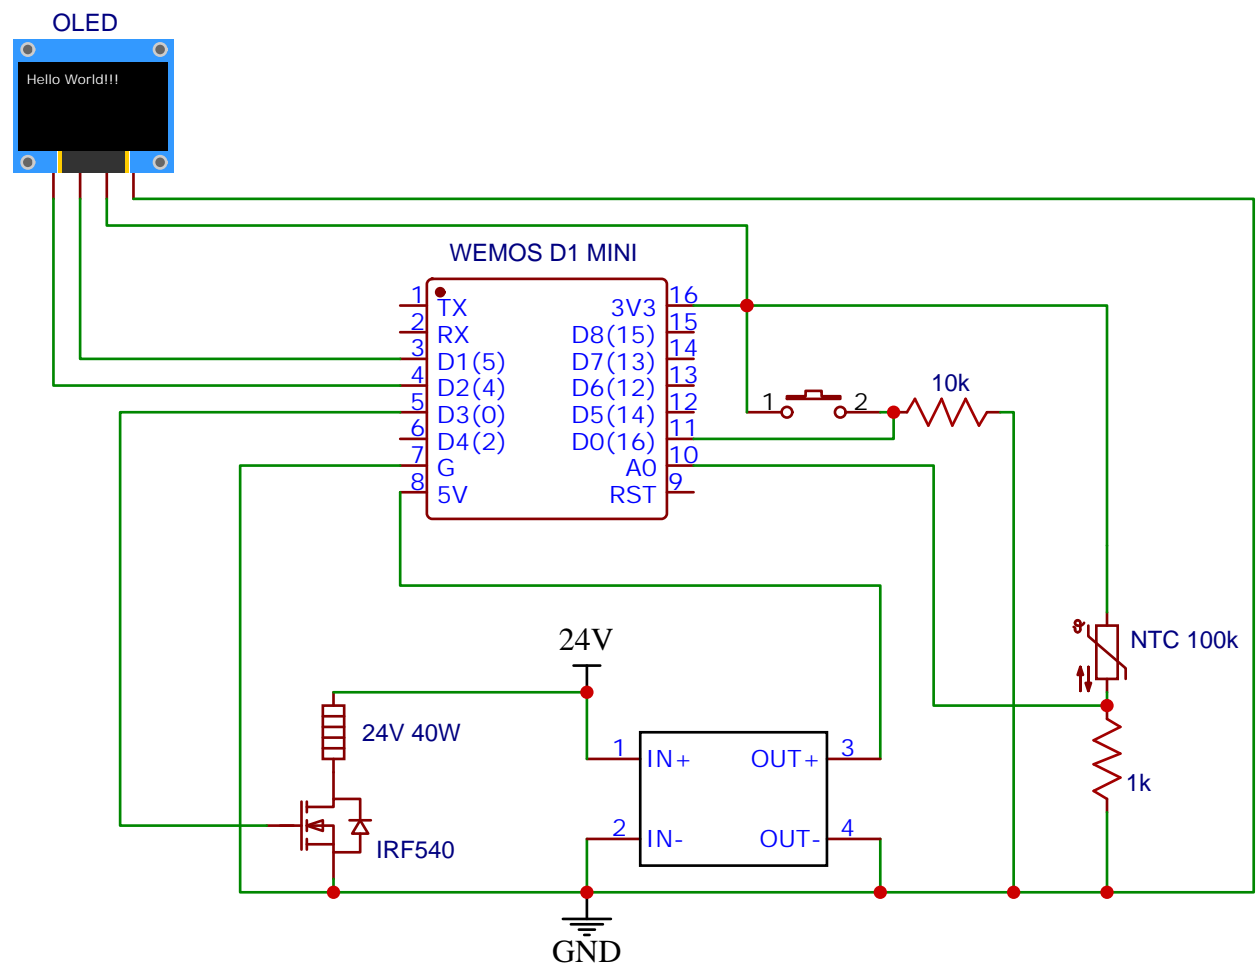 OLED
Hello World!!!
WEMOS D1 MINI
1 TX 3V3 16
2 RX D8(15) 15
3 D1(5) D7(13) 14
4 D2(4) D6(12) 13
5 D3(0) D5(14) 12
6 D4(2) D0(16) 11
7 G A0 10
8 5V RST 9
1 2 10k
NTC 100k
24V
24V 40W
1 IN+ OUT+ 3
1k
2 IN- OUT- 4
IRF540
GND